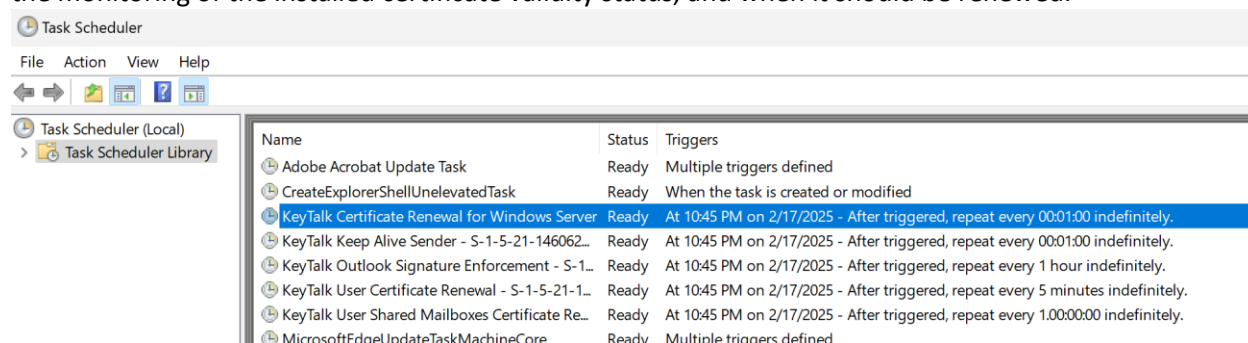 the monitoring of the installed certificate validity status, and when it should be renewed.
Task Scheduler
File Action View Help
Task Scheduler (Local)
Task Scheduler Library
Name Status Triggers
Adobe Acrobat Update Task Ready Multiple triggers defined
CreateExplorerShellUnelevatedTask Ready When the task is created or modified
KeyTalk Certificate Renewal for Windows Server Ready At 10:45 PM on 2/17/2025 - After triggered, repeat every 00:01:00 indefinitely.
KeyTalk Keep Alive Sender - S-1-5-21-146062... Ready At 10:45 PM on 2/17/2025 - After triggered, repeat every 00:01:00 indefinitely.
KeyTalk Outlook Signature Enforcement - S-1... Ready At 10:45 PM on 2/17/2025 - After triggered, repeat every 1 hour indefinitely.
KeyTalk User Certificate Renewal - S-1-5-21-1... Ready At 10:45 PM on 2/17/2025 - After triggered, repeat every 5 minutes indefinitely.
KeyTalk User Shared Mailboxes Certificate Re... Ready At 10:45 PM on 2/17/2025 - After triggered, repeat every 1.00:00:00 indefinitely.
MicrosoftEdgeUpdateTaskMachineCore Ready Multiple triggers defined